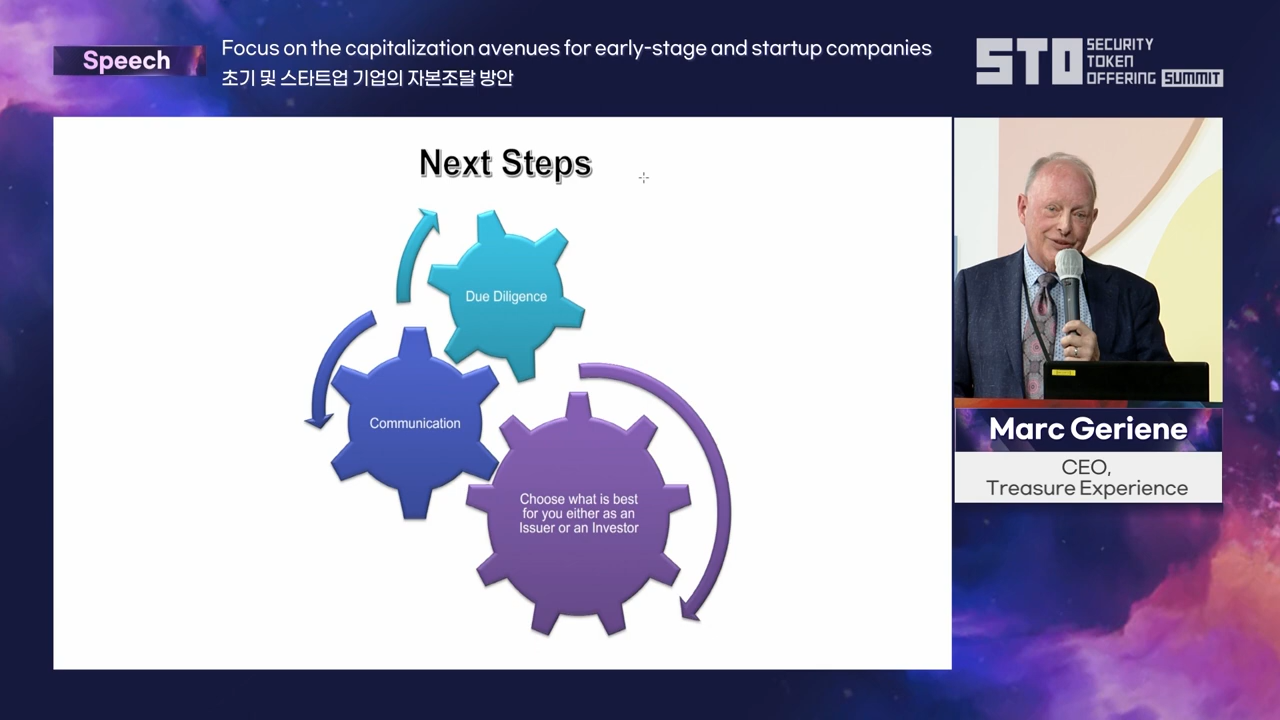 Speech
Focus on the capitalization avenues for early-stage and startup companies
초기 및 스타트업 기업의 자본조달 방안
STO
SECURITY
TOKEN
OFFERING SUMMIT
Next Steps
Due Diligence
Communication
Choose what is best
for you either as an
Issuer or an Investor
Marc Geriene
CEO,
Treasure Experience